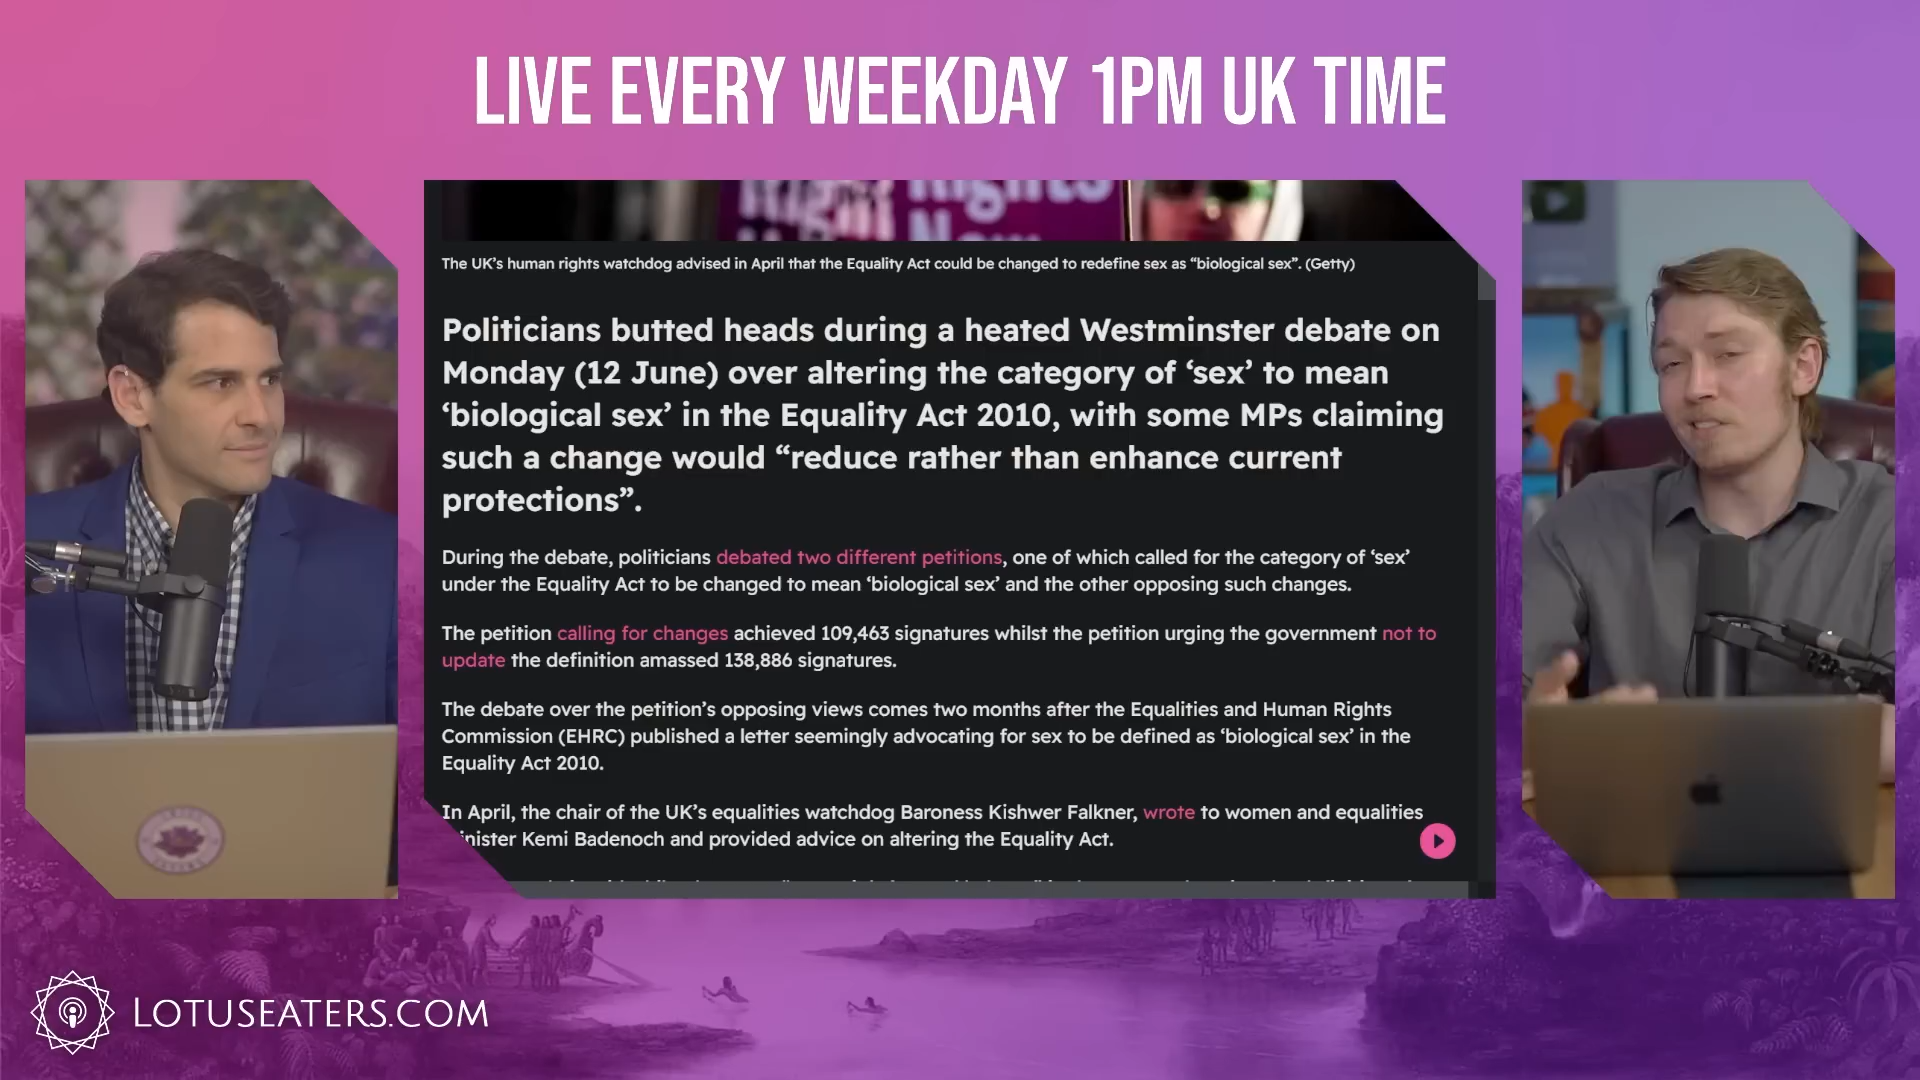 LIVE EVERY WEEKDAY 1PM UK TIME
Right Rights
Now
The UK's human rights watchdog advised in April that the Equality Act could be changed to redefine sex as “biological sex”. (Getty)
Politicians butted heads during a heated Westminster debate on
Monday (12 June) over altering the category of ‘sex’ to mean
‘biological sex’ in the Equality Act 2010, with some MPs claiming
such a change would “reduce rather than enhance current
protections”.
During the debate, politicians debated two different petitions, one of which called for the category of ‘sex’
under the Equality Act to be changed to mean ‘biological sex’ and the other opposing such changes.
The petition calling for changes achieved 109,463 signatures whilst the petition urging the government not to
update the definition amassed 138,886 signatures.
The debate over the petition’s opposing views comes two months after the Equalities and Human Rights
Commission (EHRC) published a letter seemingly advocating for sex to be defined as ‘biological sex’ in the
Equality Act 2010.
In April, the chair of the UK’s equalities watchdog Baroness Kishwer Falkner, wrote to women and equalities
inister Kemi Badenoch and provided advice on altering the Equality Act.
LOTUSEATERS.COM